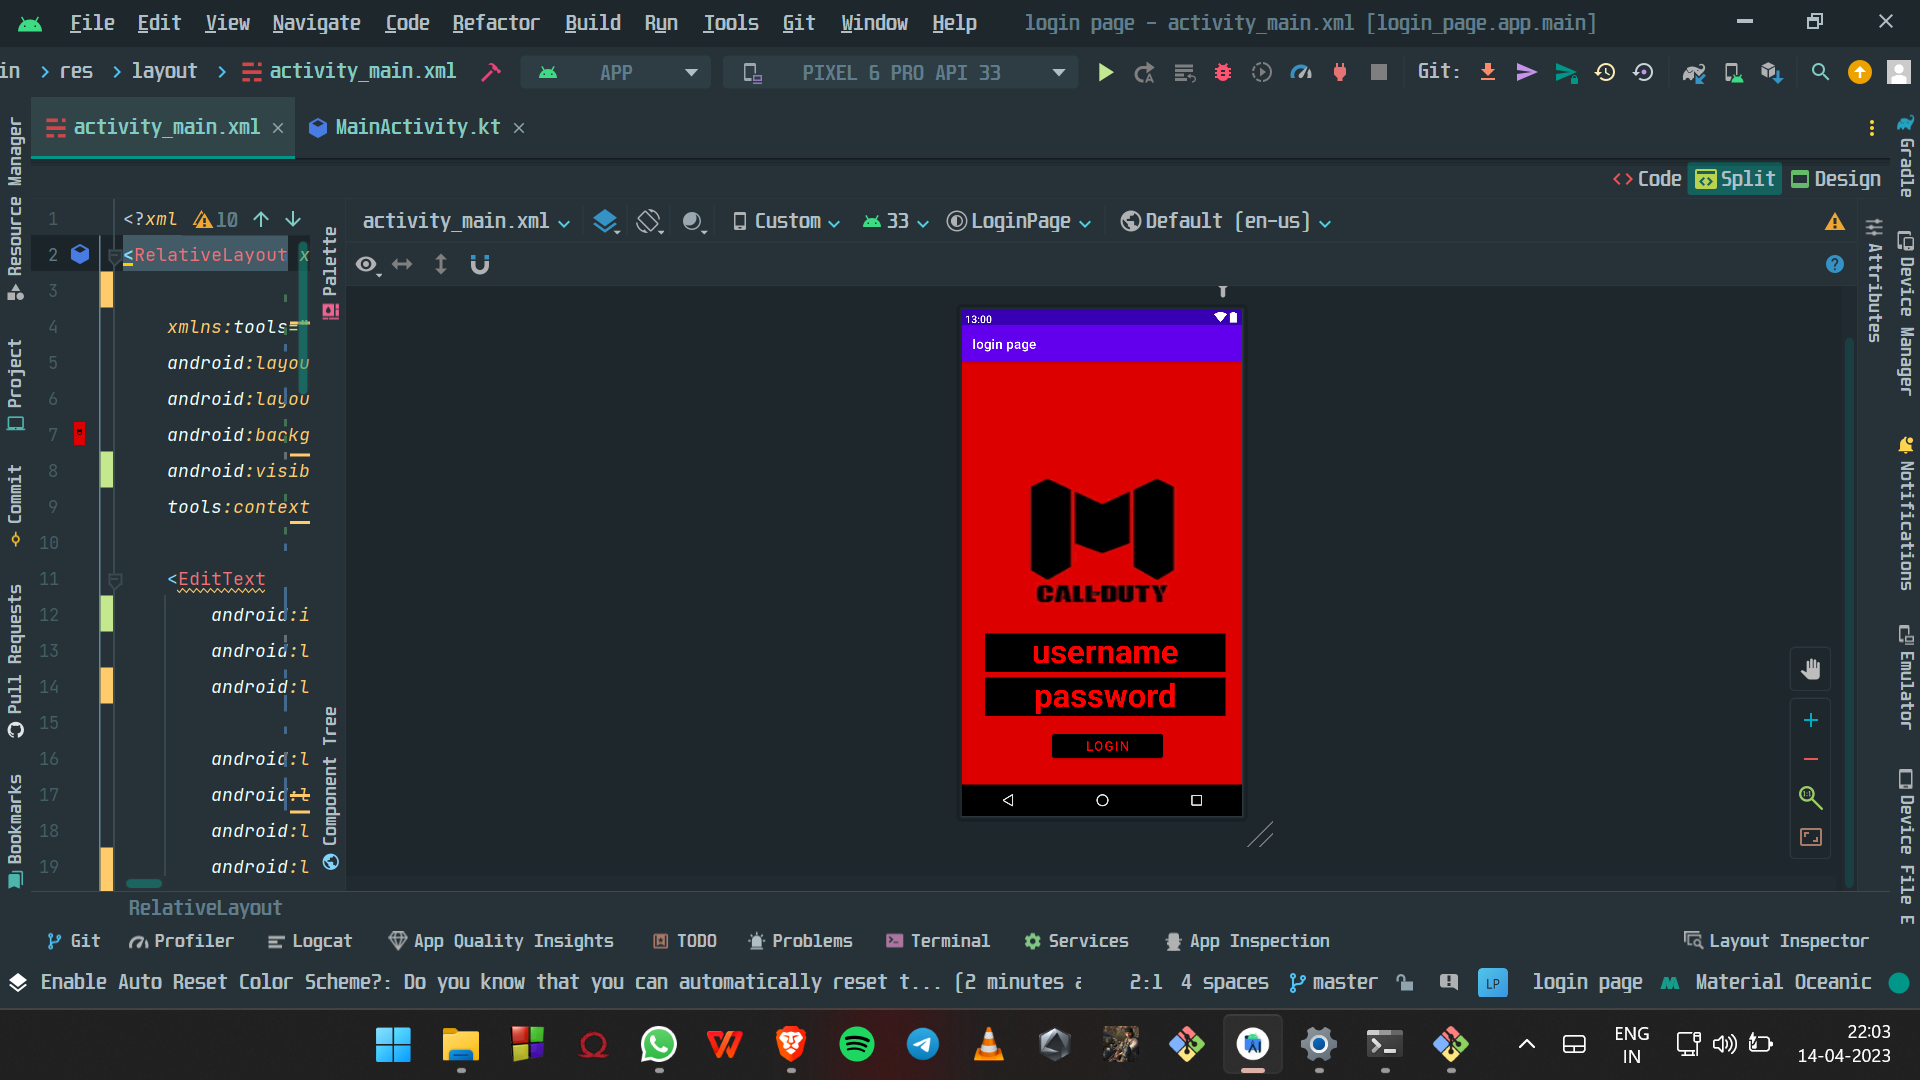 File Edit View Navigate Code Refactor Build Run Tools Git Window Help login page - activity_main.xml [login_page.app.main]
in res layout activity_main.xml APP PIXEL 6 PRO API 33 Git:
activity_main.xml MainActivity.kt
Code Split Design
activity_main.xml Custom 33 LoginPage Default (en-us)
1 <?xml 10
2 <RelativeLayout x
3
4 xmlns:tools="
5 android:layou
6 android:layou
7 android:backg
8 android:visib
9 tools:context
10
11 <EditText
12 android:i
13 android:l
14 android:l
15
16 android:l
17 android:l
18 android:l
19 android:l
Resource Manager
Project
Commit
Pull Requests
Bookmarks
Palette
Component Tree
13:00
login page
CALL OF DUTY
username
password
LOGIN
1:1
Attributes
Gradle
Device Manager
Notifications
Emulator
Device File E
RelativeLayout
Git Profiler Logcat App Quality Insights TODO Problems Terminal Services App Inspection Layout Inspector
Enable Auto Reset Color Scheme?: Do you know that you can automatically reset t... (2 minutes a 2:1 4 spaces master LP login page Material Oceanic
ENG
IN
22:03
14-04-2023